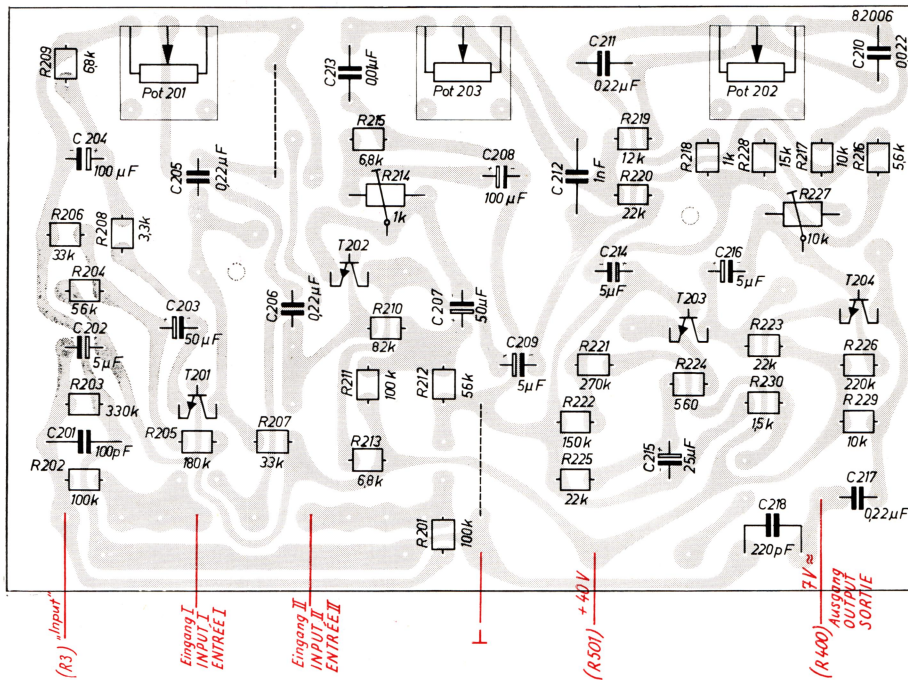 R209
68k
Pot 201
C213
0,01µF
Pot 203
C211
0.22µF
Pot 202
82006
C210
0.022
C 204
100 µF
C205
0,22µF
R215
6,8k
R214
1k
C208
100 µF
C212
1nF
R219
12k
R220
22k
R218
1k
R228
15k
R217
10k
R216
5,6k
R206
33k
R208
3,3k
R227
10k
T202
C214
5µF
C216
5µF
R204
56k
C203
50µF
C206
0,22µF
R210
82k
C207
50µF
T203
T204
C202
5µF
C209
5µF
R221
270k
R223
22k
R226
220k
R203
330k
T201
R211
100k
R212
56k
R224
560
R230
1,5k
R229
10k
C201
100pF
R205
180k
R207
33k
R213
6,8k
R222
150k
R225
22k
C215
25µF
R202
100k
R201
100k
C217
0,22µF
C218
220pF
(R3) „Input"
Eingang I
INPUT I
ENTRÉE I
Eingang II
INPUT II
ENTRÉE II
⊥
(R501) + 40V
(R400) 7V ≈
Ausgang
OUTPUT
SORTIE